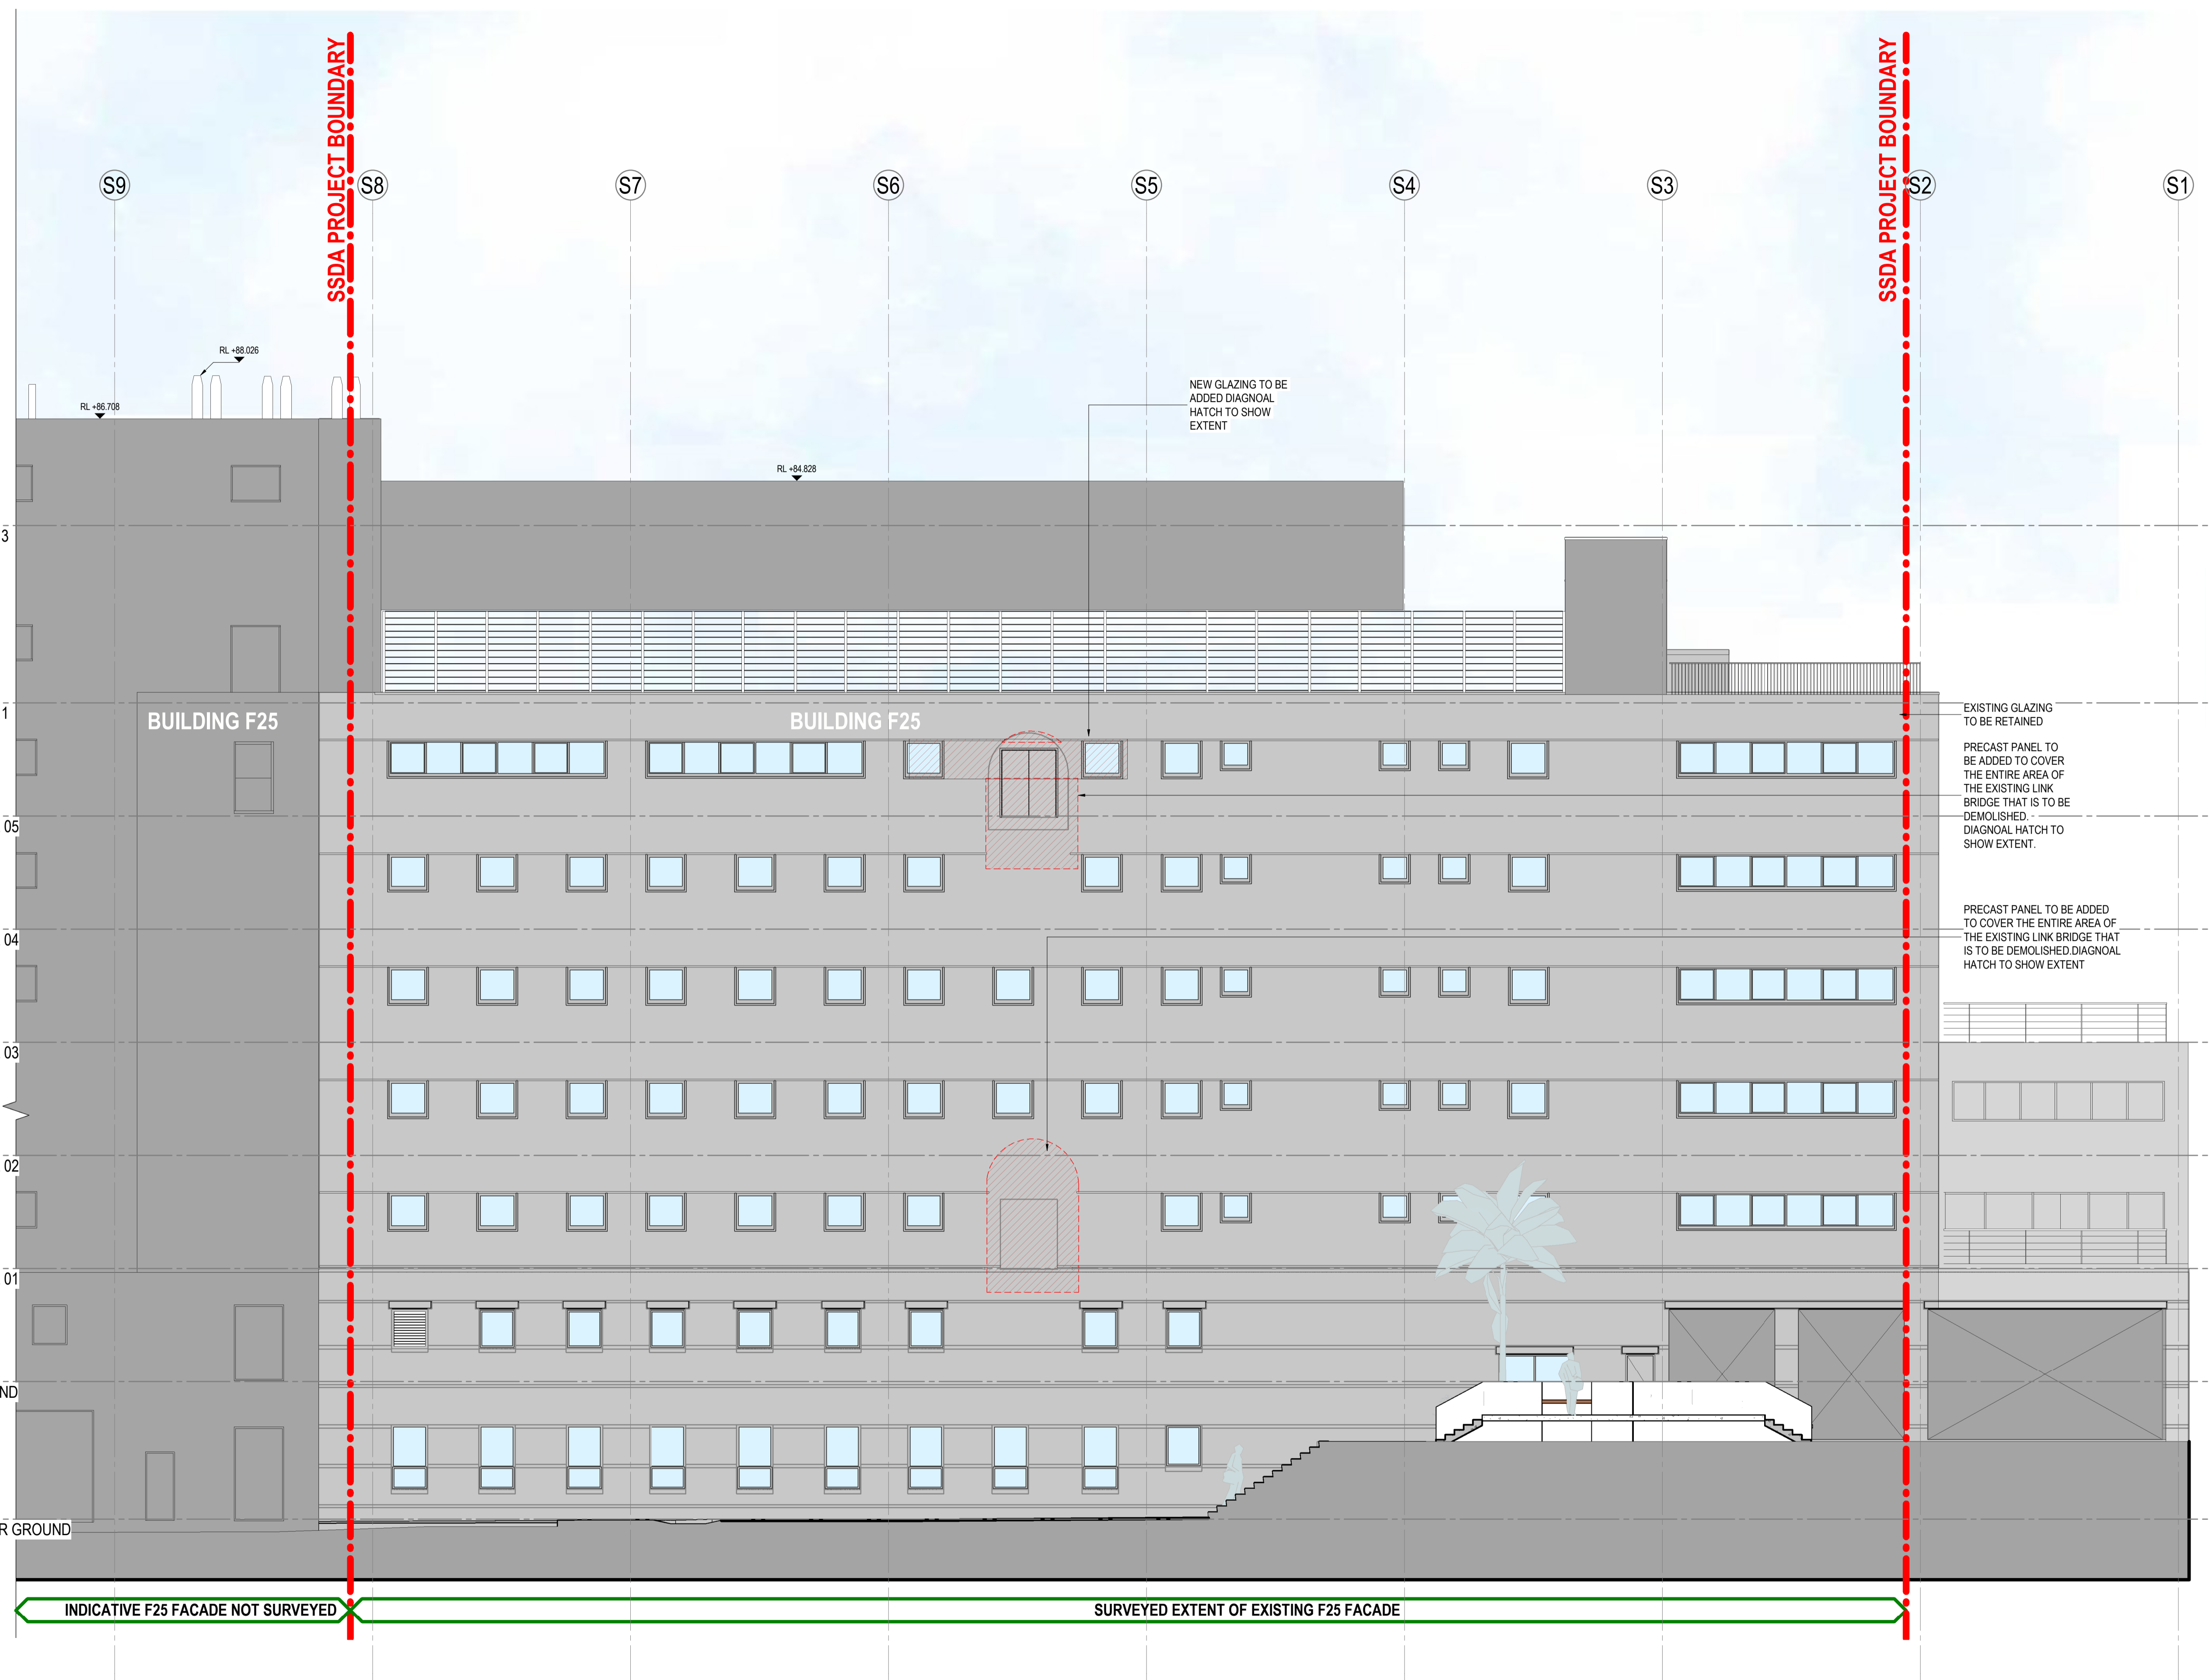 SSDA PROJECT BOUNDARY
SSDA PROJECT BOUNDARY
S9
S8
S7
S6
S5
S4
S3
S2
S1
RL +88.026
RL +86.708
NEW GLAZING TO BE
ADDED DIAGNOAL
HATCH TO SHOW
EXTENT
RL +84.828
3
1
BUILDING F25
BUILDING F25
EXISTING GLAZING
TO BE RETAINED
PRECAST PANEL TO
BE ADDED TO COVER
THE ENTIRE AREA OF
THE EXISTING LINK
BRIDGE THAT IS TO BE
DEMOLISHED.
DIAGNOAL HATCH TO
SHOW EXTENT.
05
PRECAST PANEL TO BE ADDED
TO COVER THE ENTIRE AREA OF
THE EXISTING LINK BRIDGE THAT
IS TO BE DEMOLISHED.DIAGNOAL
HATCH TO SHOW EXTENT
04
03
02
01
ND
R GROUND
INDICATIVE F25 FACADE NOT SURVEYED
SURVEYED EXTENT OF EXISTING F25 FACADE